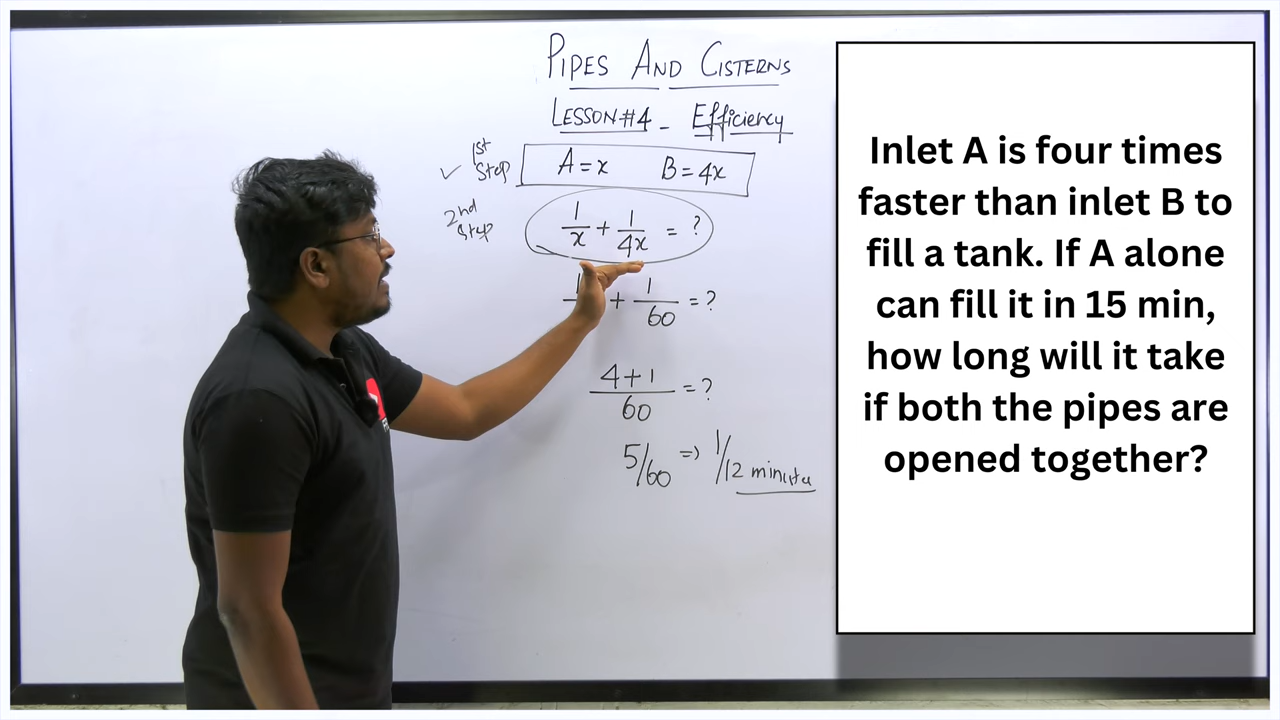 PIPES AND CISTERNS
LESSON#4 - Efficiency
1st Step A = x B = 4x
2nd Step 1/x + 1/4x = ?
1 + 1/60 = ?
4+1/60 = ?
5/60 => 1/12 minute
Inlet A is four times
faster than inlet B to
fill a tank. If A alone
can fill it in 15 min,
how long will it take
if both the pipes are
opened together?